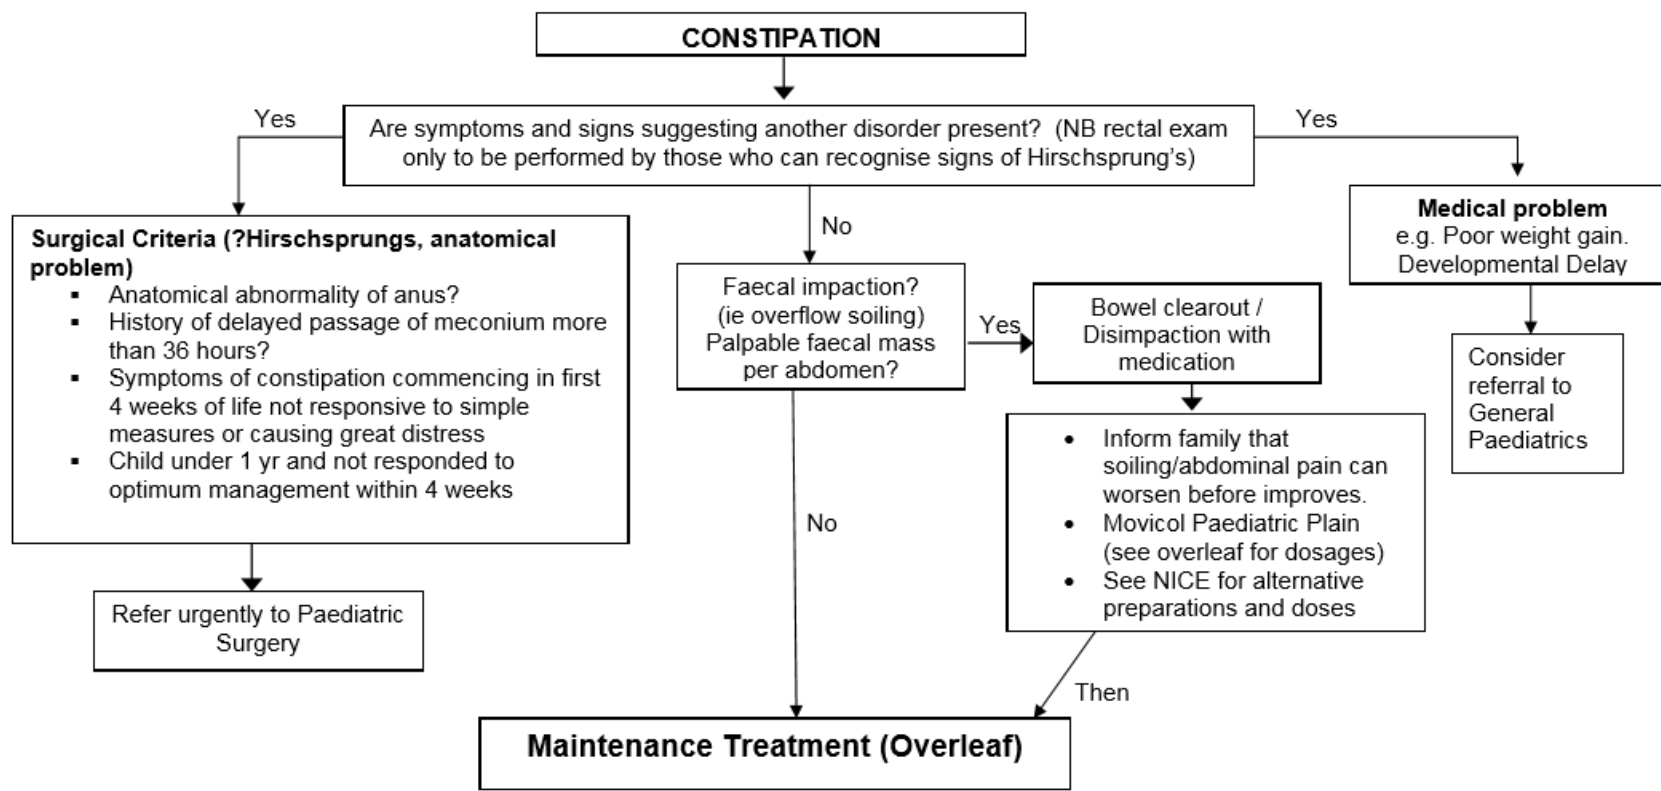 CONSTIPATION
Yes
Are symptoms and signs suggesting another disorder present?  (NB rectal exam
only to be performed by those who can recognise signs of Hirschsprung's)
Yes
Surgical Criteria (?Hirschsprungs, anatomical
problem)
▪ Anatomical abnormality of anus?
▪ History of delayed passage of meconium more
than 36 hours?
▪ Symptoms of constipation commencing in first
4 weeks of life not responsive to simple
measures or causing great distress
▪ Child under 1 yr and not responded to
optimum management within 4 weeks
Refer urgently to Paediatric
Surgery
No
Faecal impaction?
(ie overflow soiling)
Palpable faecal mass
per abdomen?
Yes
Bowel clearout /
Disimpaction with
medication
• Inform family that
soiling/abdominal pain can
worsen before improves.
• Movicol Paediatric Plain
(see overleaf for dosages)
• See NICE for alternative
preparations and doses
Medical problem
e.g. Poor weight gain.
Developmental Delay
Consider
referral to
General
Paediatrics
No
Then
Maintenance Treatment (Overleaf)